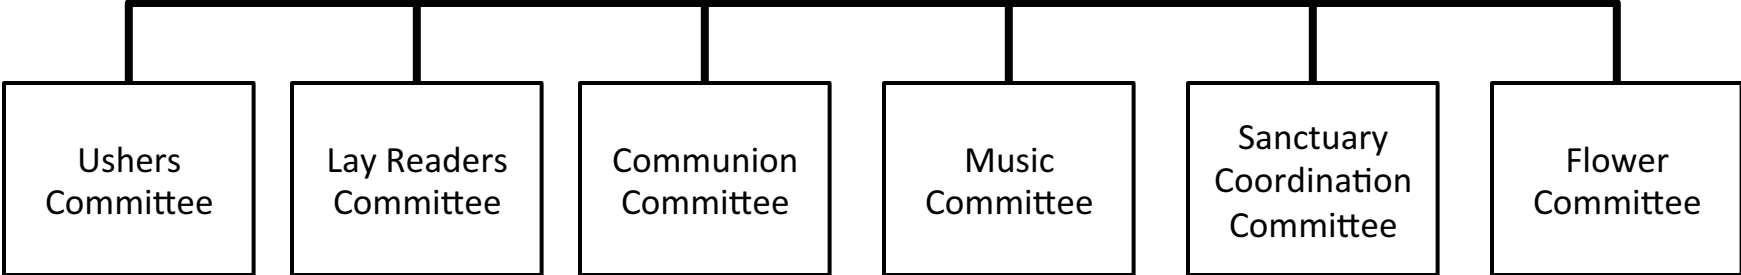 Ushers
Committee
Lay Readers
Committee
Communion
Committee
Music
Committee
Sanctuary
Coordination
Committee
Flower
Committee